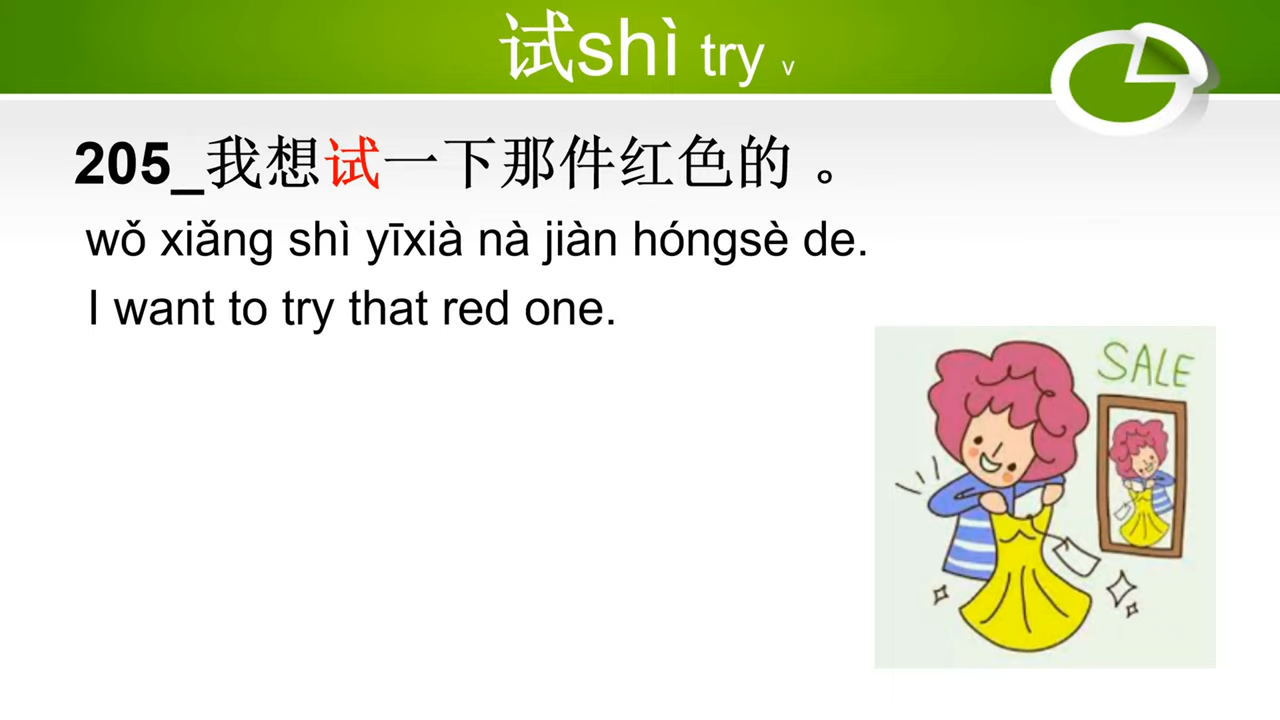 试shì try v
205_我想试一下那件红色的 。
wǒ xiǎng shì yīxià nà jiàn hóngsè de.
I want to try that red one.
SALE